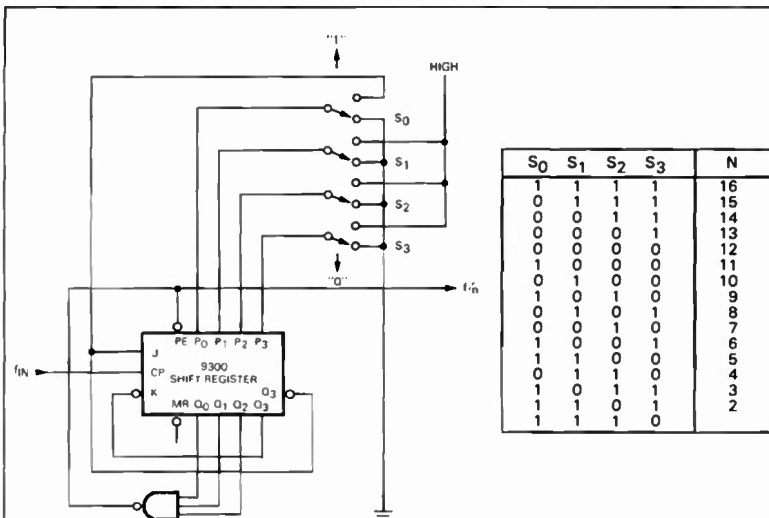 "1"
HIGH
S0
S1
S2
S3
"0"
f/n
PE P0 P1 P2 P3
J
9300
fIN
CP
SHIFT REGISTER
Q3
K
MR Q0 Q1 Q2 Q3
S0 S1 S2 S3 N
1 1 1 1 16
0 1 1 1 15
0 0 1 1 14
0 0 0 1 13
0 0 0 0 12
1 0 0 0 11
0 1 0 0 10
1 0 1 0 9
0 1 0 1 8
0 0 1 0 7
1 0 0 1 6
1 1 0 0 5
0 1 1 0 4
1 0 1 1 3
1 1 0 1 2
1 1 1 0